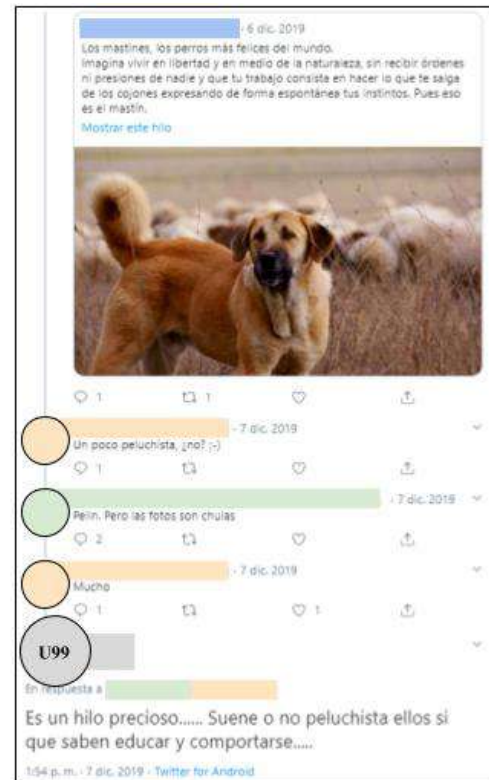 - 6 dic. 2019
Los mastines, los perros más felices del mundo.
Imagina vivir en libertad y en medio de la naturaleza, sin recibir órdenes
ni presiones de nadie y que tu trabajo consista en hacer lo que te salga
de los cojones expresando de forma espontánea tus instintos. Pues eso
es el mastín.
Mostrar este hilo
1 1
- 7 dic. 2019
Un poco peluchista, ¿no? ;-)
1
- 7 dic. 2019
Pelin. Pero las fotos son chulas
2
- 7 dic. 2019
Mucho
1 1
U99
En respuesta a
Es un hilo precioso...... Suene o no peluchista ellos si
que saben educar y comportarse.....
1:54 p. m. - 7 dic. 2019 - Twitter for Android